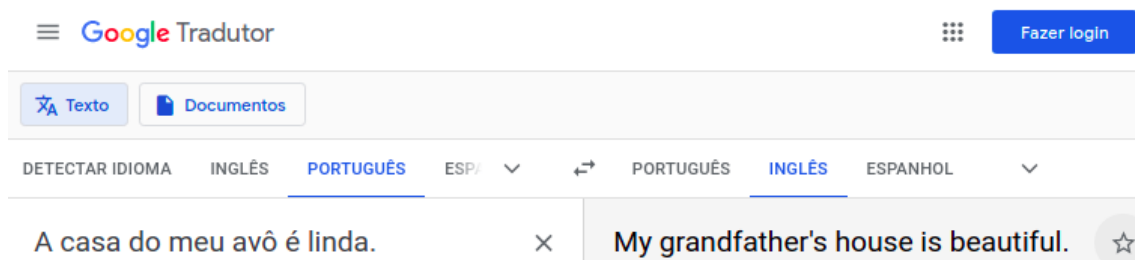 Google Tradutor Fazer login
Texto Documentos
DETECTAR IDIOMA INGLÊS PORTUGUÊS ESP PORTUGUÊS INGLÊS ESPANHOL
A casa do meu avô é linda. My grandfather's house is beautiful.